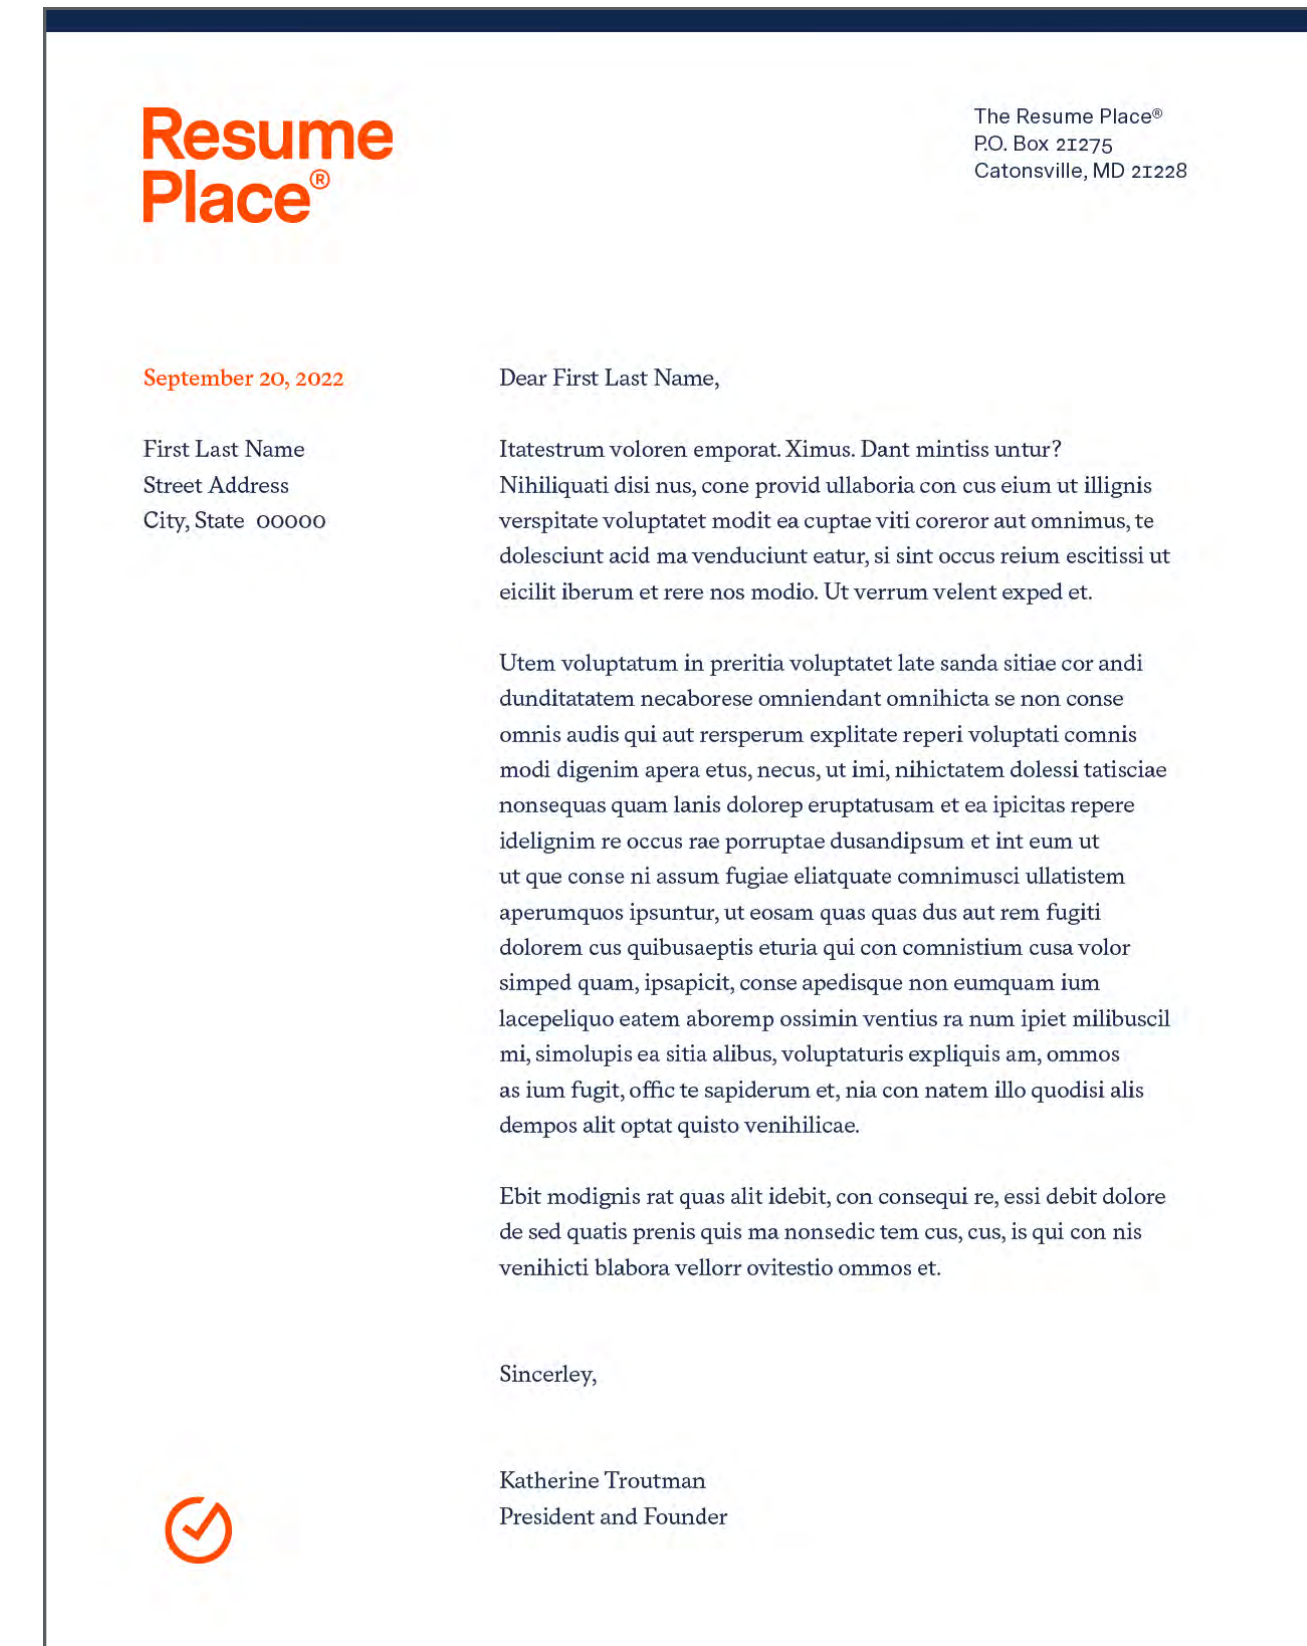 Resume
Place®
The Resume Place®
P.O. Box 21275
Catonsville, MD 21228
September 20, 2022
First Last Name
Street Address
City, State 00000
Dear First Last Name,
Itatestrum voloren emporat. Ximus. Dant mintiss untur?
Nihiliquati disi nus, cone provid ullaboria con cus eium ut illignis
verspitate voluptatet modit ea cuptae viti coreror aut omnimus, te
dolesciunt acid ma venduciunt eatur, si sint occus reium escitissi ut
eicilit iberum et rere nos modio. Ut verrum velent exped et.
Utem voluptatum in preritia voluptatet late sanda sitiae cor andi
dunditatatem necaborese omniendant omnihicta se non conse
omnis audis qui aut rersperum explitate reperi voluptati comnis
modi digenim apera etus, necus, ut imi, nihictatem dolessi tatisciae
nonsequas quam lanis dolorep eruptatusam et ea ipicitas repere
idelignim re occus rae porruptae dusandipsum et int eum ut
ut que conse ni assum fugiae eliatquate comnimusci ullatistem
aperumquos ipsuntur, ut eosam quas quas dus aut rem fugiti
dolorem cus quibusaeptis eturia qui con comnistium cusa volor
simped quam, ipsapicit, conse apedisque non eumquam ium
lacepeliquo eatem aboremp ossimin ventius ra num ipiet milibuscil
mi, simolupis ea sitia alibus, voluptaturis expliquis am, ommos
as ium fugit, offic te sapiderum et, nia con natem illo quodisi alis
dempos alit optat quisto venihilicae.
Ebit modignis rat quas alit idebit, con consequi re, essi debit dolore
de sed quatis prenis quis ma nonsedic tem cus, cus, is qui con nis
venihicti blabora vellorr ovitestio ommos et.
Sincerley,
Katherine Troutman
President and Founder